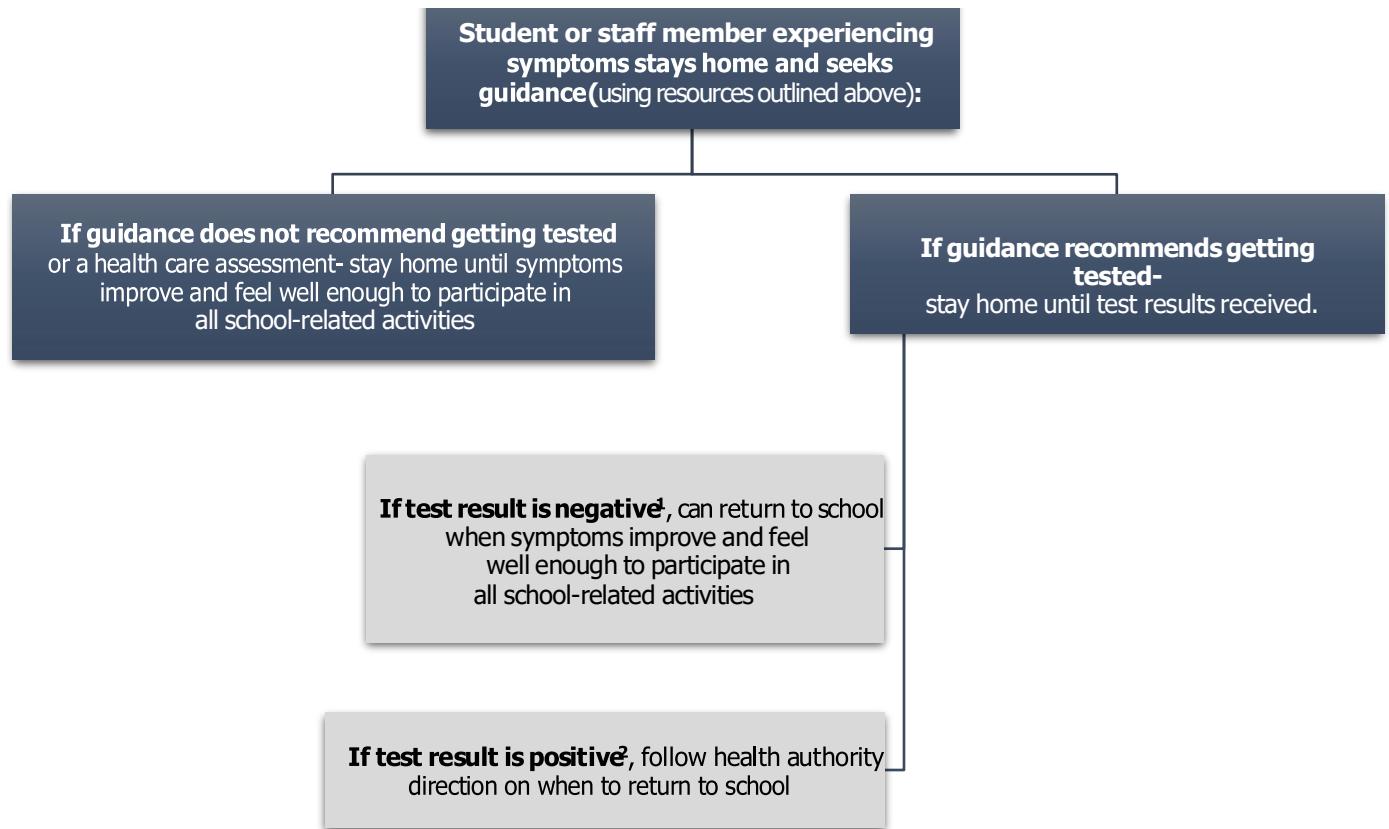 Student or staff member experiencing
symptoms stays home and seeks
guidance (using resources outlined above):
If guidance does not recommend getting tested
or a health care assessment- stay home until symptoms
improve and feel well enough to participate in
all school-related activities
If guidance recommends getting
tested-
stay home until test results received.
If test result is negative¹, can return to school
when symptoms improve and feel
well enough to participate in
all school-related activities
If test result is positive², follow health authority
direction on when to return to school